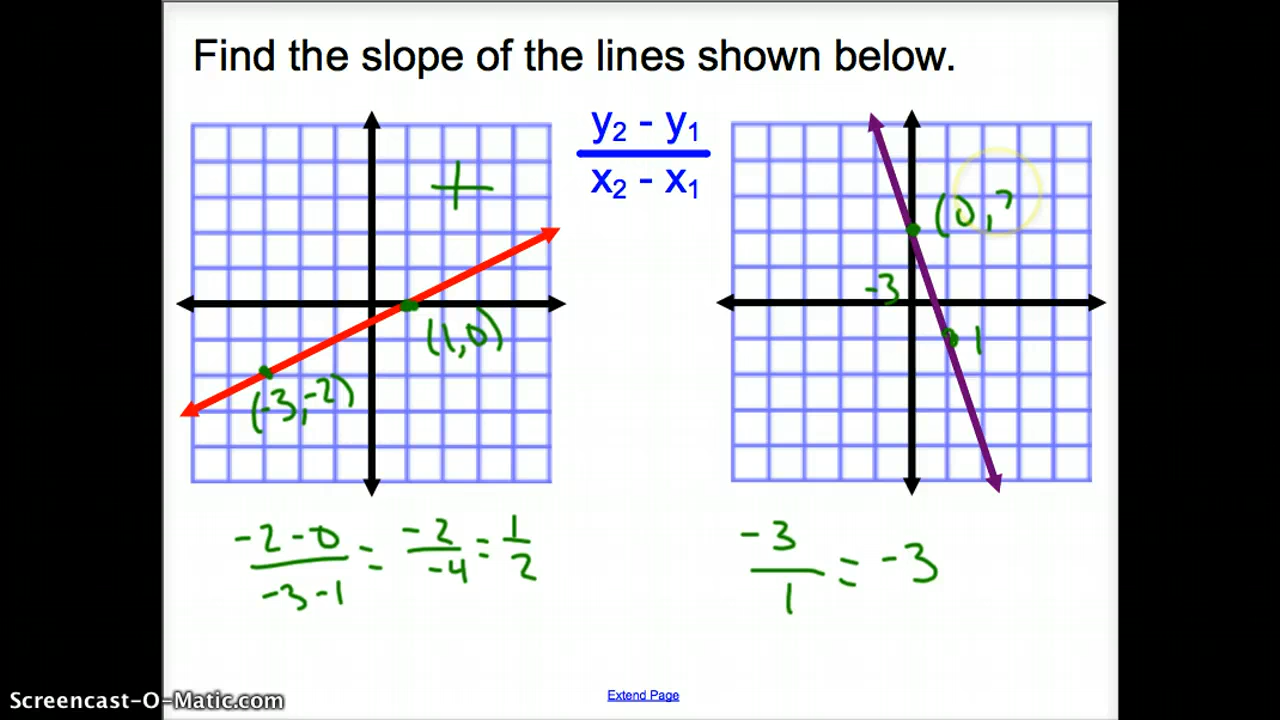 Find the slope of the lines shown below.
y₂ - y₁
x₂ - x₁
+
(1,0)
(-3,-2)
(0,
-3
1
-2-0 = -2 = 1
-3-1 -4 2
-3 = -3
1
Extend Page
Screencast-O-Matic.com